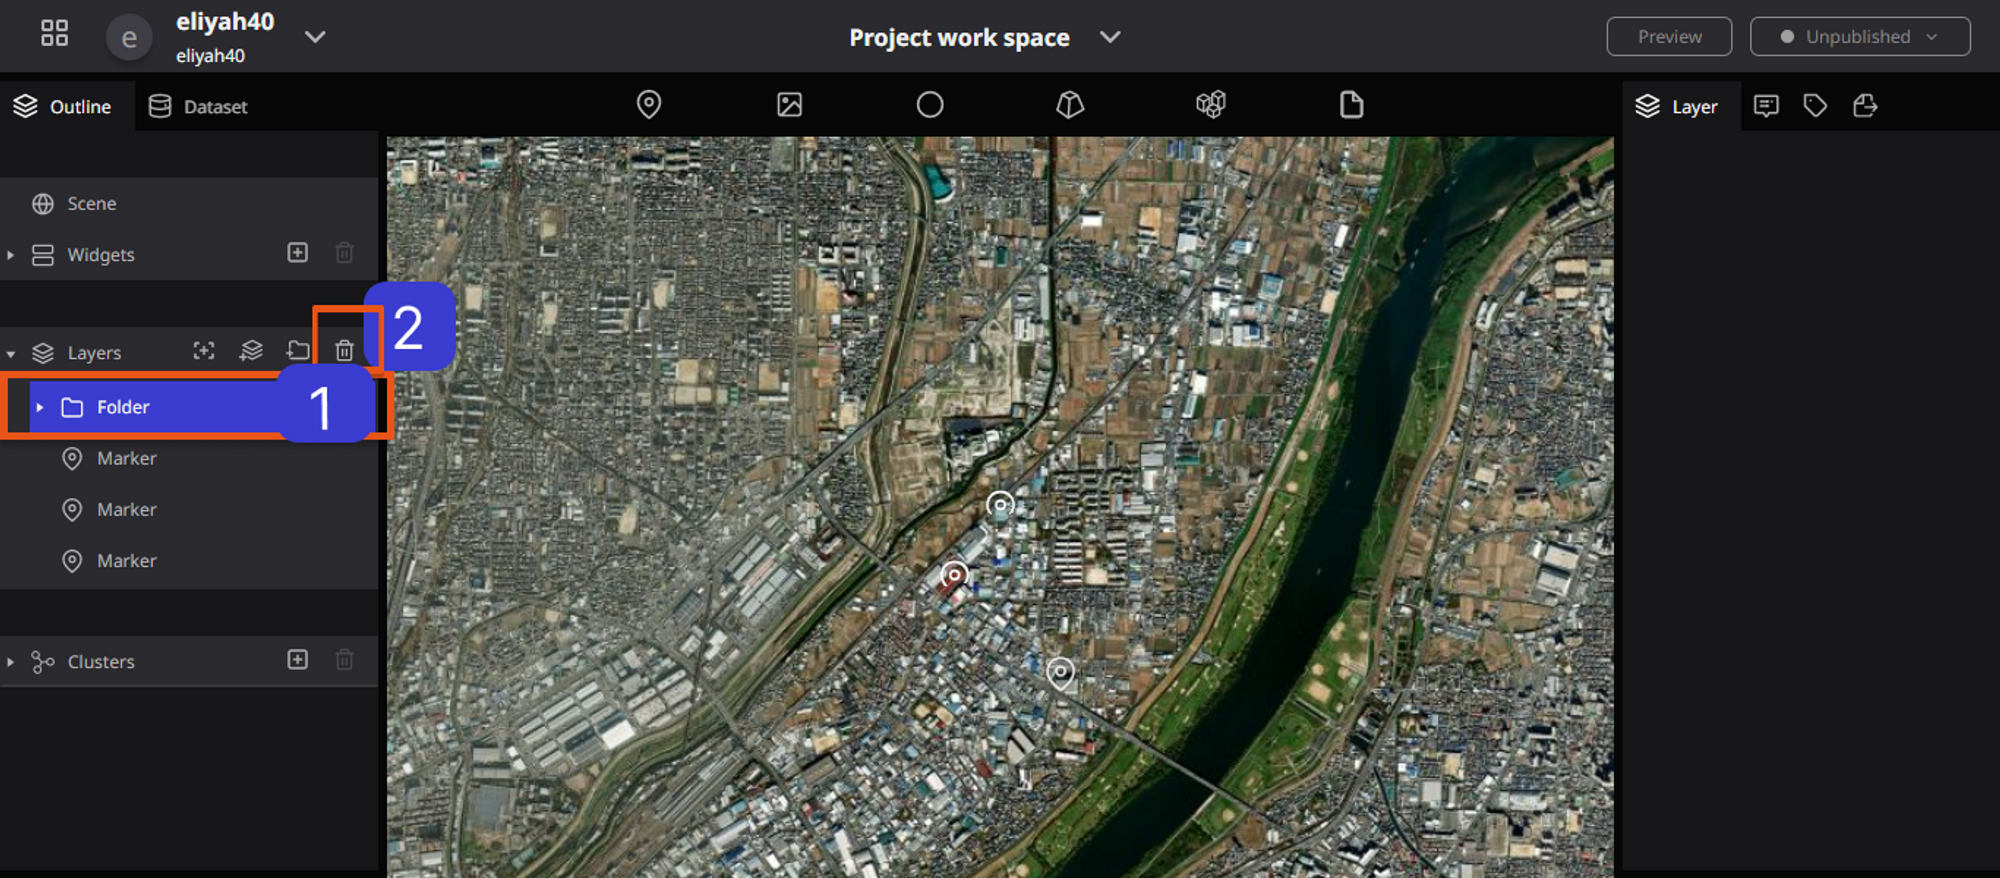 e
eliyah40
eliyah40
Project work space
Preview
Unpublished
Outline
Dataset
Layer
Scene
Widgets
2
Layers
Folder
1
Marker
Marker
Marker
Clusters